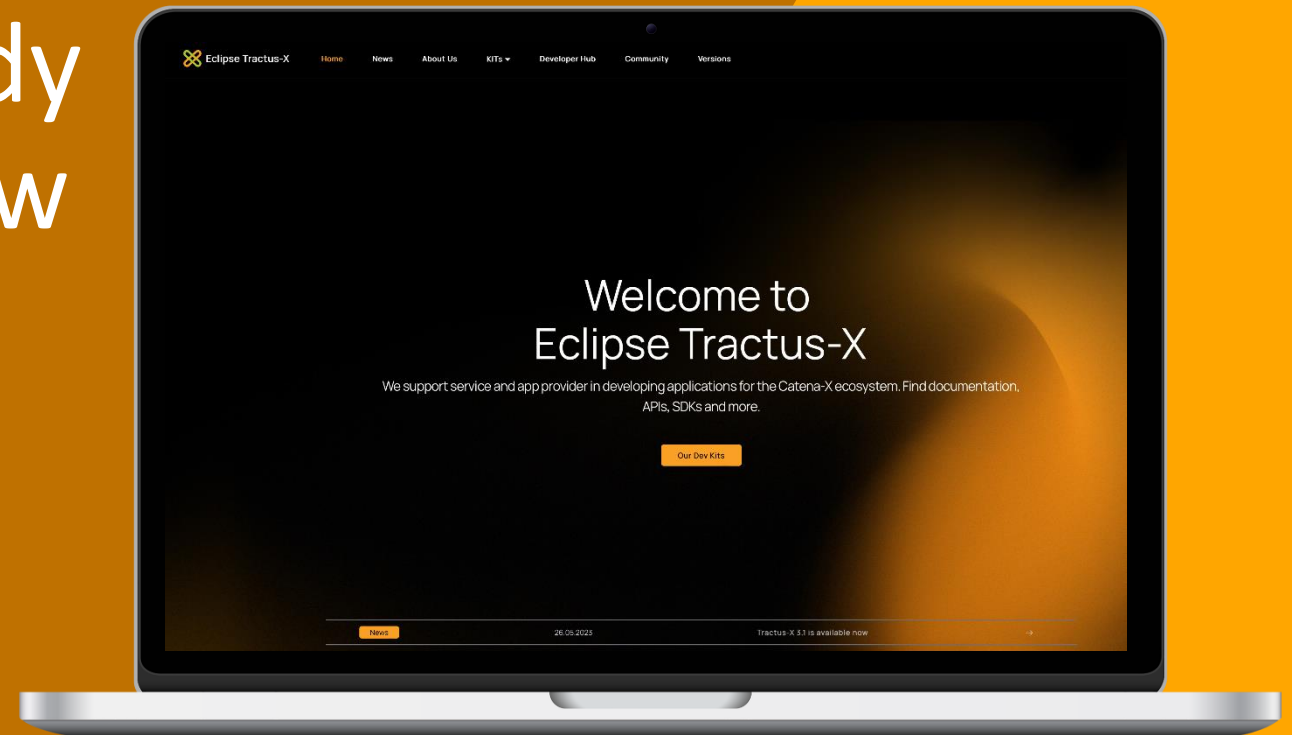 dy
w
Eclipse Tractus-X Home News About Us KITs Developer Hub Community Versions
Welcome to
Eclipse Tractus-X
We support service and app provider in developing applications for the Catena-X ecosystem. Find documentation,
APIs, SDKs and more.
Our Dev Kits
News 26.05.2023 Tractus-X 3.1 is available now →